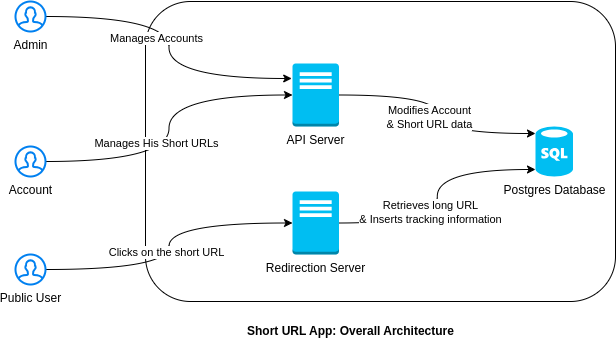 Admin
Manages Accounts
Modifies Account
& Short URL data
Manages His Short URLs
API Server
SQL
Account
Postgres Database
Retrieves long URL
& Inserts tracking information
Clicks on the short URL
Redirection Server
Public User
Short URL App: Overall Architecture